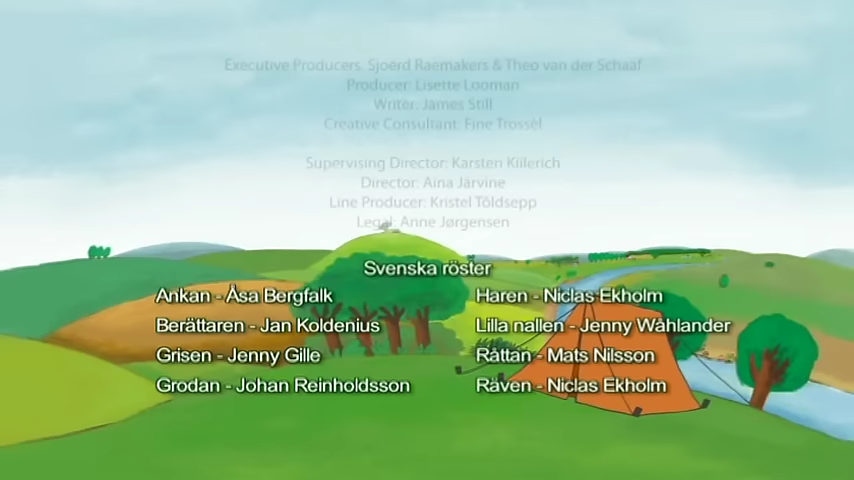 Executive Producers. Sjoerd Raemakers & Theo van der Schaaf
Producer: Lisette Looman
Writer: James Still
Creative Consultant: Fine Trossèl
Supervising Director: Karsten Kiilerich
Director: Aina Järvine
Line Producer: Kristel Tõldsepp
Legal: Anne Jørgensen
Svenska röster
Ankan - Åsa Bergfalk
Haren - Niclas Ekholm
Berättaren - Jan Koldenius
Lilla nallen - Jenny Wåhlander
Grisen - Jenny Gille
Råttan - Mats Nilsson
Grodan - Johan Reinholdsson
Räven - Niclas Ekholm